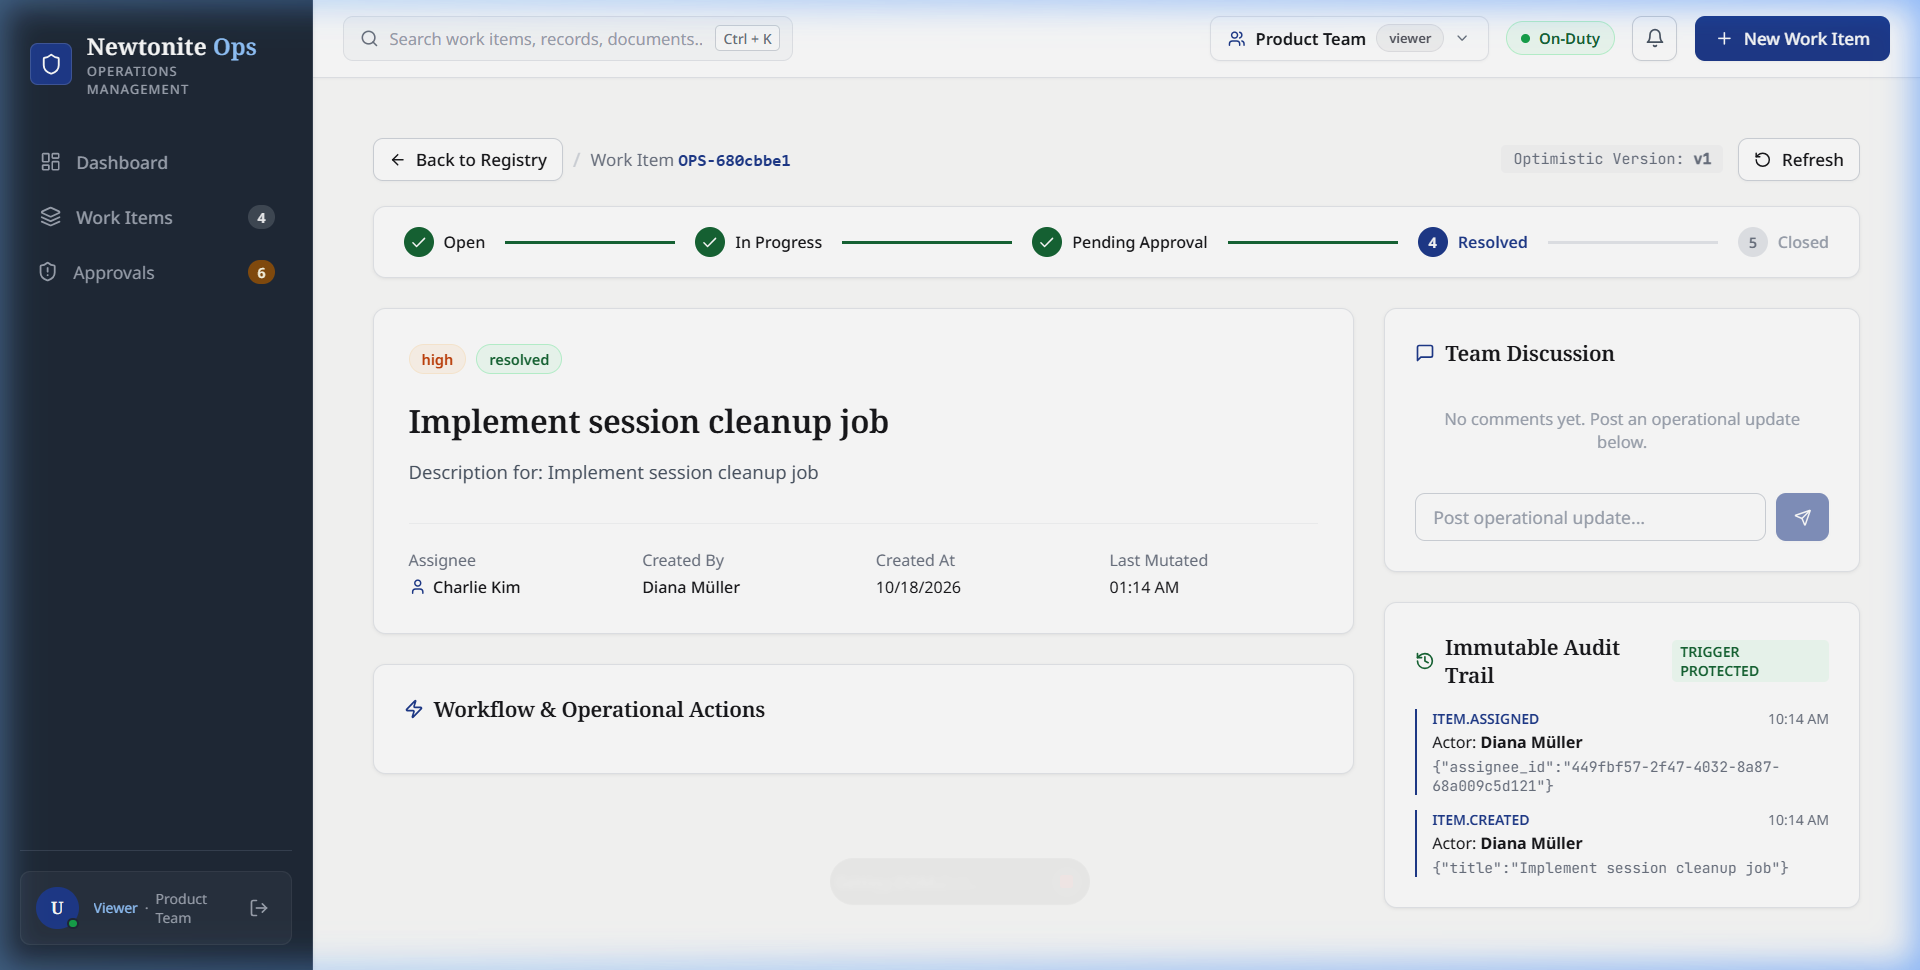 Newtonite Ops
OPERATIONS
MANAGEMENT
Search work items, records, documents..
Ctrl + K
Product Team
viewer
On-Duty
New Work Item
Dashboard
Work Items
4
Approvals
6
Back to Registry
/
Work Item OPS-680cbbe1
Optimistic Version: v1
Refresh
Open
In Progress
Pending Approval
4
Resolved
5
Closed
high
resolved
Implement session cleanup job
Description for: Implement session cleanup job
Assignee
Charlie Kim
Created By
Diana Müller
Created At
10/18/2026
Last Mutated
01:14 AM
Workflow & Operational Actions
Team Discussion
No comments yet. Post an operational update
below.
Post operational update...
Immutable Audit
Trail
TRIGGER
PROTECTED
ITEM.ASSIGNED
10:14 AM
Actor: Diana Müller
{"assignee_id":"449fbf57-2f47-4032-8a87-
68a009c5d121"}
ITEM.CREATED
10:14 AM
Actor: Diana Müller
{"title":"Implement session cleanup job"}
U
Viewer · Product
Team